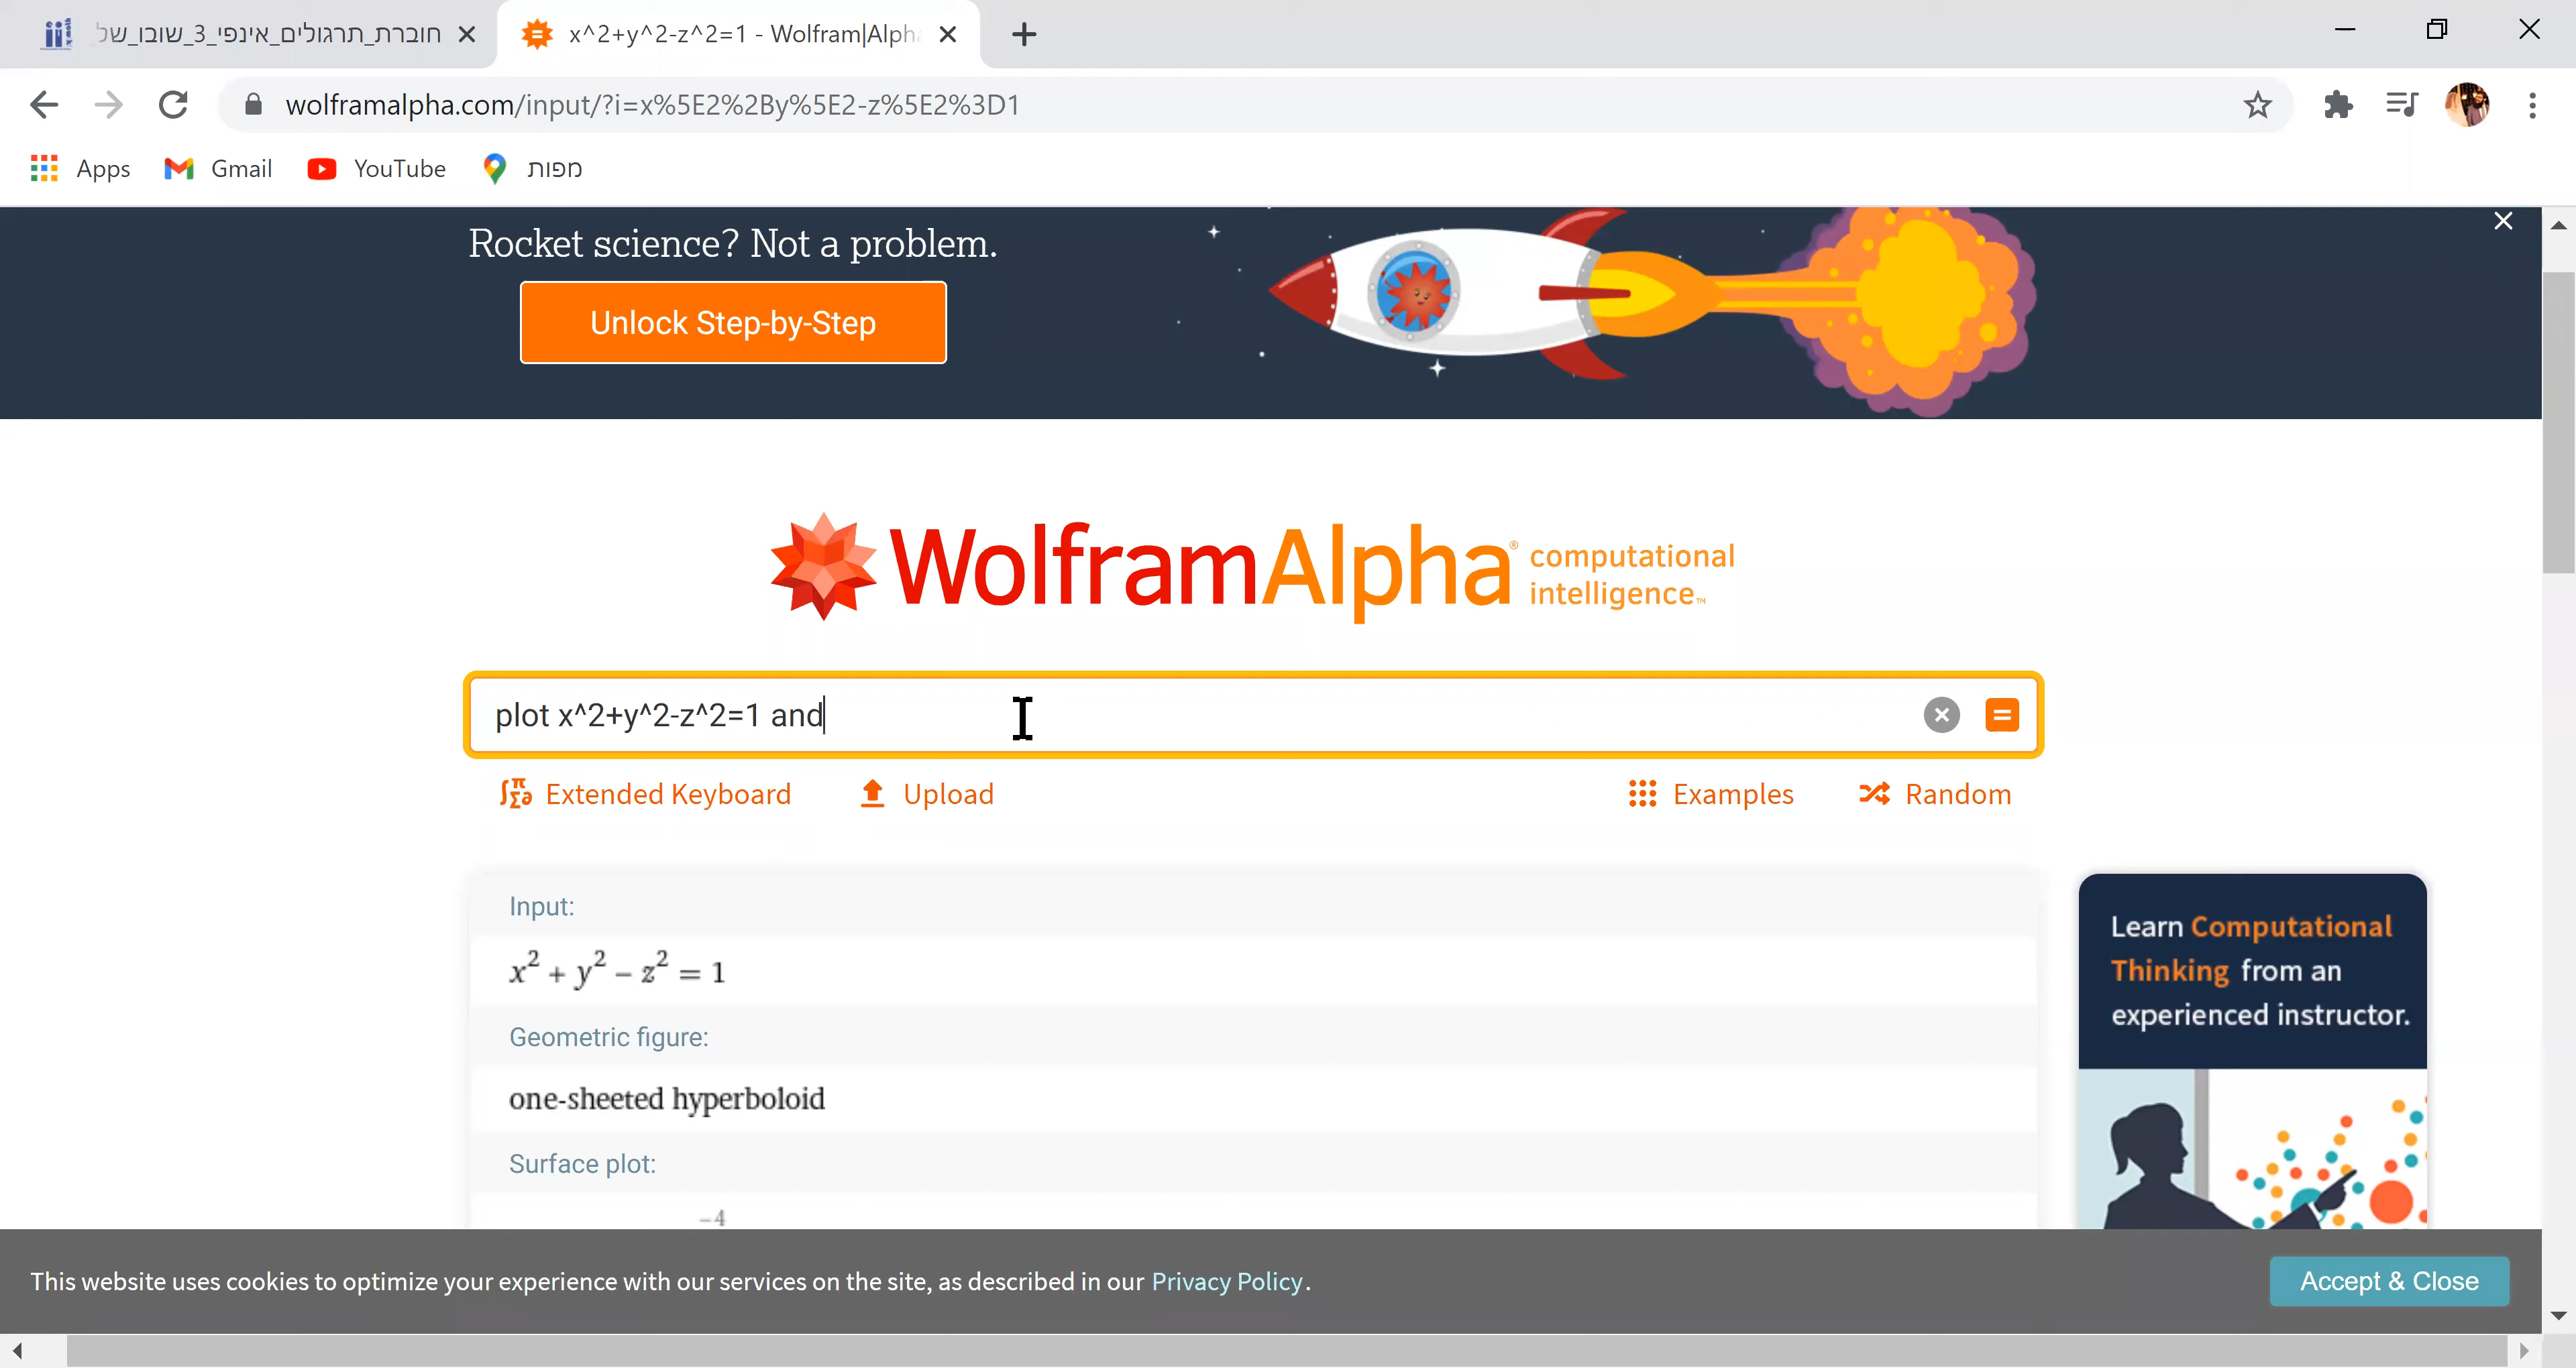 חוברת_תרגולים_אינפי_3_שובו_של
x^2+y^2-z^2=1 - Wolfram|Alph
wolframalpha.com/input/?i=x%5E2%2By%5E2-z%5E2%3D1
Apps
Gmail
YouTube
מפות
Rocket science? Not a problem.
Unlock Step-by-Step
WolframAlpha® computational
intelligence™
plot x^2+y^2-z^2=1 and
Extended Keyboard
Upload
Examples
Random
Input:
x² + y² – z² = 1
Geometric figure:
one-sheeted hyperboloid
Surface plot:
−4
Learn Computational
Thinking from an
experienced instructor.
This website uses cookies to optimize your experience with our services on the site, as described in our Privacy Policy.
Accept & Close